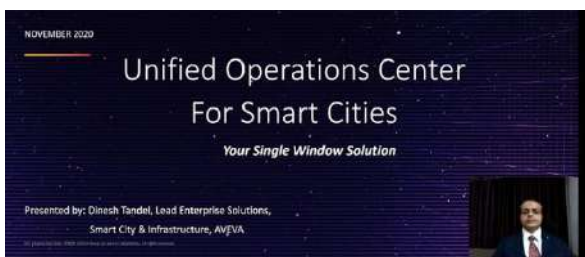 NOVEMBER 2020
Unified Operations Center
For Smart Cities
Your Single Window Solution
Presented by: Dinesh Tandel, Lead Enterprise Solutions,
Smart City & Infrastructure, AVEVA